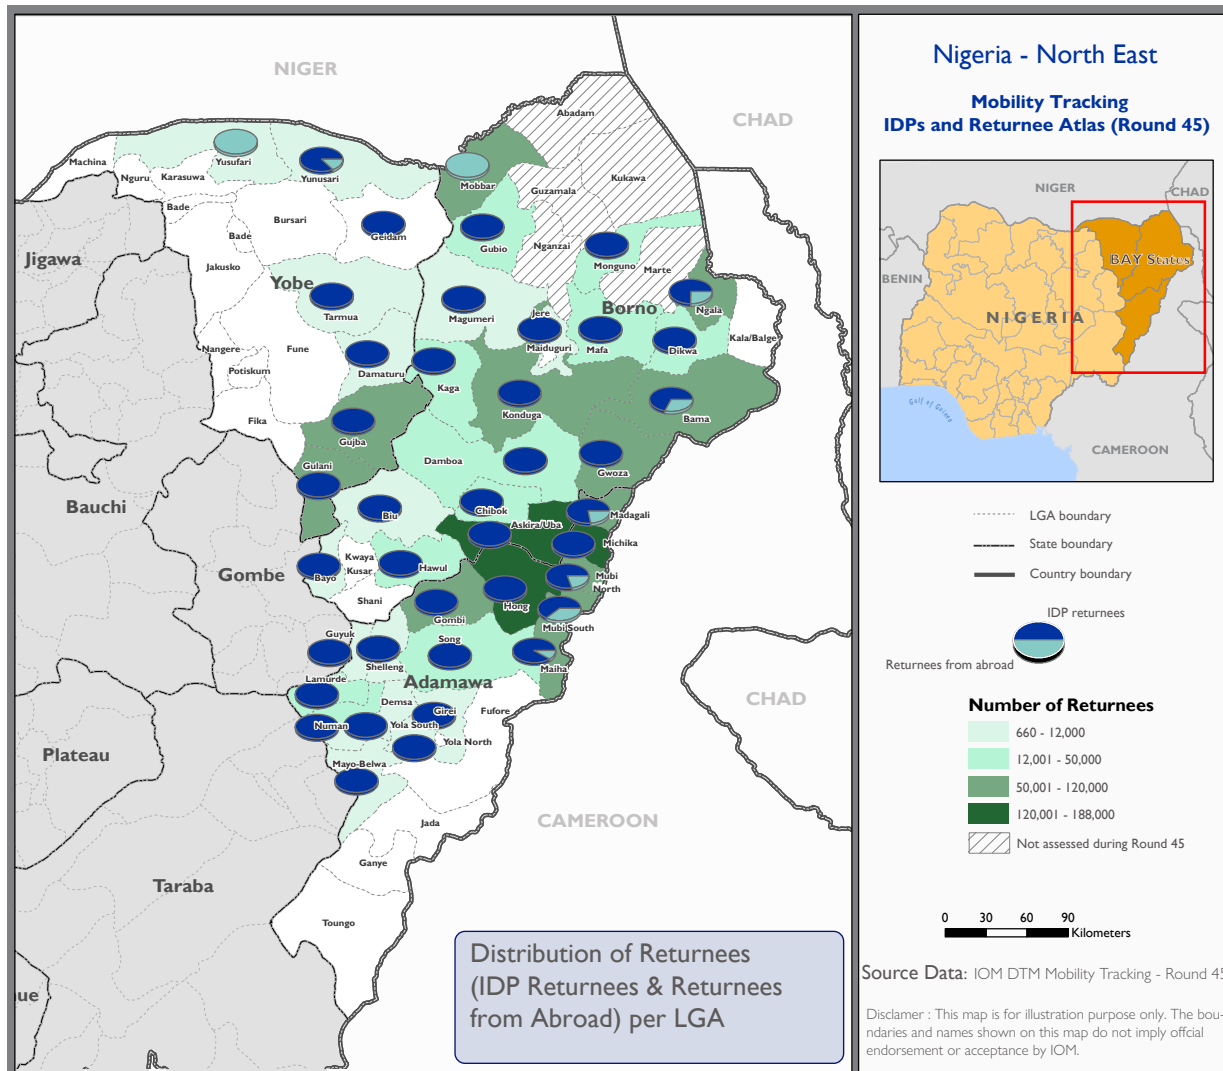 NIGER
CHAD
Abadam
Machina
Yusufari
Nguru
Karasuwa
Yunusari
Mobbar
Kukawa
Guzamala
Bade
Bursari
Geidam
Gubio
Nganzai
Monguno
Marte
Bade
Jigawa
Jakusko
Yobe
Tarmua
Magumeri
Jere
Borno
Ngala
Maiduguri
Mafa
Dikwa
Kala/Balge
Nangere
Fune
Potiskum
Damaturu
Kaga
Konduga
Bama
Fika
Gujba
Damboa
Gwoza
Gulani
Bauchi
Biu
Chibok
Askira/Uba
Madagali
Michika
Gombe
Bayo
Kwaya
Kusar
Hawul
Mubi
North
Shani
Hong
Gombi
Mubi South
Guyuk
Song
Shelleng
Maiha
Lamurde
Adamawa
Demsa
Girei
Fufore
Numan
Yola South
Yola North
CHAD
Plateau
Mayo-Belwa
Jada
CAMEROON
Ganye
Taraba
Toungo
ue
Distribution of Returnees
(IDP Returnees & Returnees
from Abroad) per LGA
Nigeria - North East
Mobility Tracking
IDPs and Returnee Atlas (Round 45)
NIGER
CHAD
BENIN
BAY States
NIGERIA
Gulf of Guinea
CAMEROON
LGA boundary
State boundary
Country boundary
IDP returnees
Returnees from abroad
Number of Returnees
660 - 12,000
12,001 - 50,000
50,001 - 120,000
120,001 - 188,000
Not assessed during Round 45
0 30 60 90
Kilometers
Source Data: IOM DTM Mobility Tracking - Round 45
Disclamer : This map is for illustration purpose only. The bou-
ndaries and names shown on this map do not imply offcial
endorsement or acceptance by IOM.